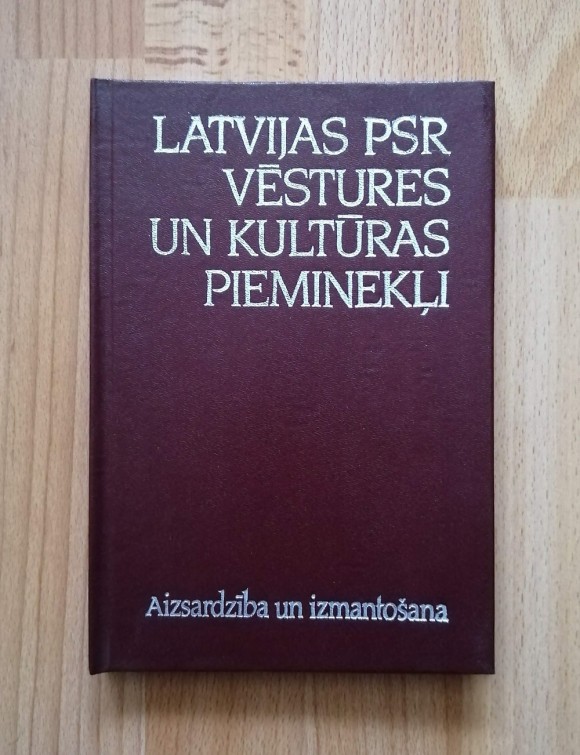 LATVIJAS PSR
VĒSTURES
UN KULTŪRAS
PIEMINEKĻI
Aizsardzība un izmantošana